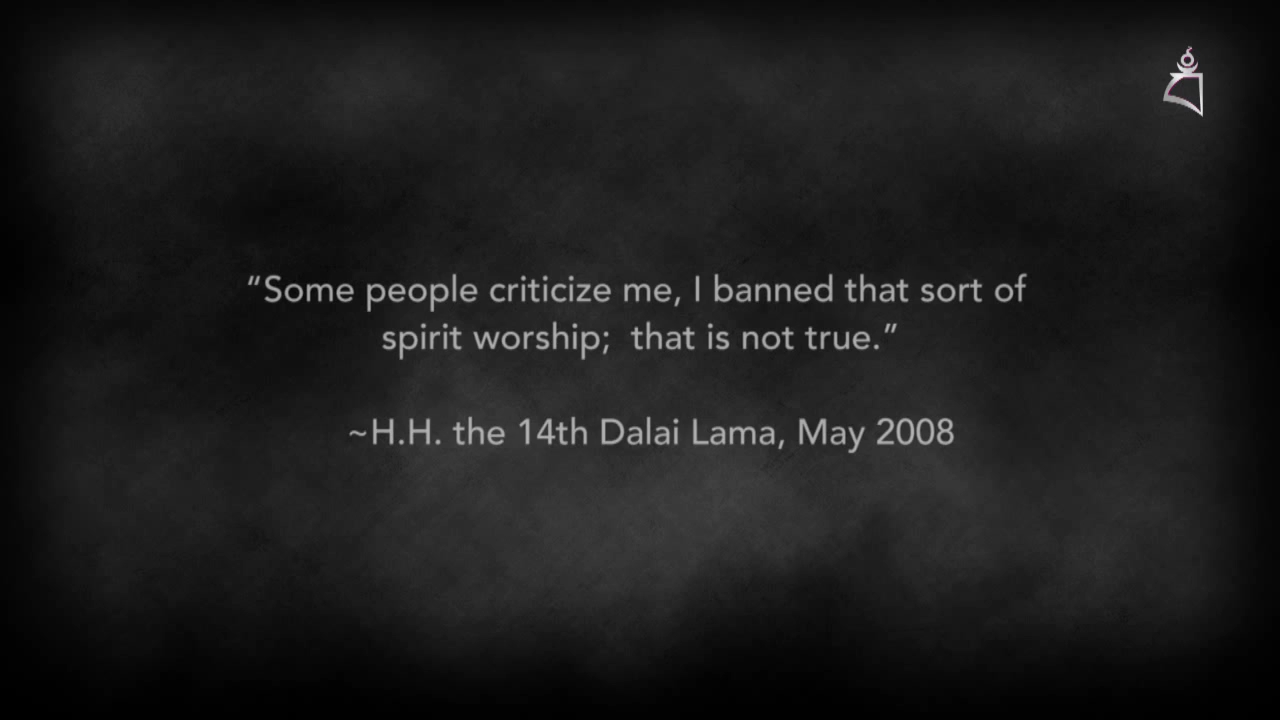 “Some people criticize me, I banned that sort of
spirit worship;  that is not true.”
~H.H. the 14th Dalai Lama, May 2008